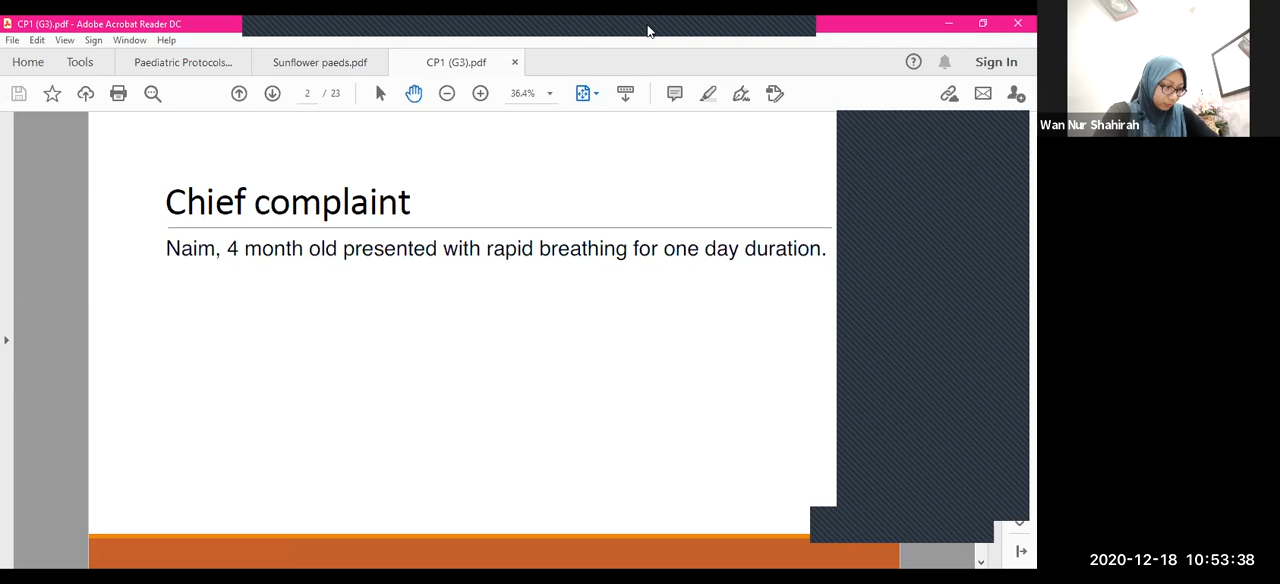 CP1 (G3).pdf - Adobe Acrobat Reader DC
File Edit View Sign Window Help
Home Tools Paediatric Protocols... Sunflower paeds.pdf CP1 (G3).pdf × Sign In
2 / 23 36.4%
Wan Nur Shahirah
Chief complaint
Naim, 4 month old presented with rapid breathing for one day duration.
2020-12-18 10:53:38